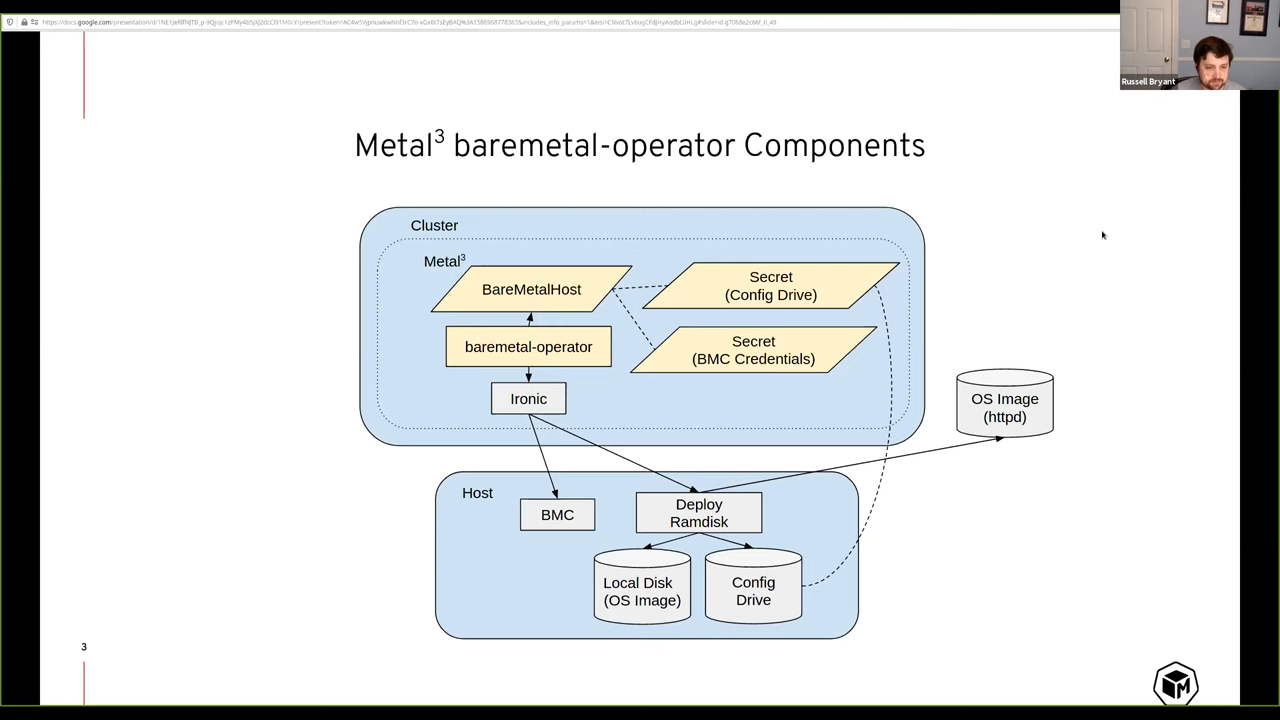 Russell Bryant
Metal³ baremetal-operator Components
Cluster
Metal³
BareMetalHost
Secret
(Config Drive)
baremetal-operator
Secret
(BMC Credentials)
Ironic
OS Image
(httpd)
Host
BMC
Deploy
Ramdisk
Local Disk
(OS Image)
Config
Drive
3
M